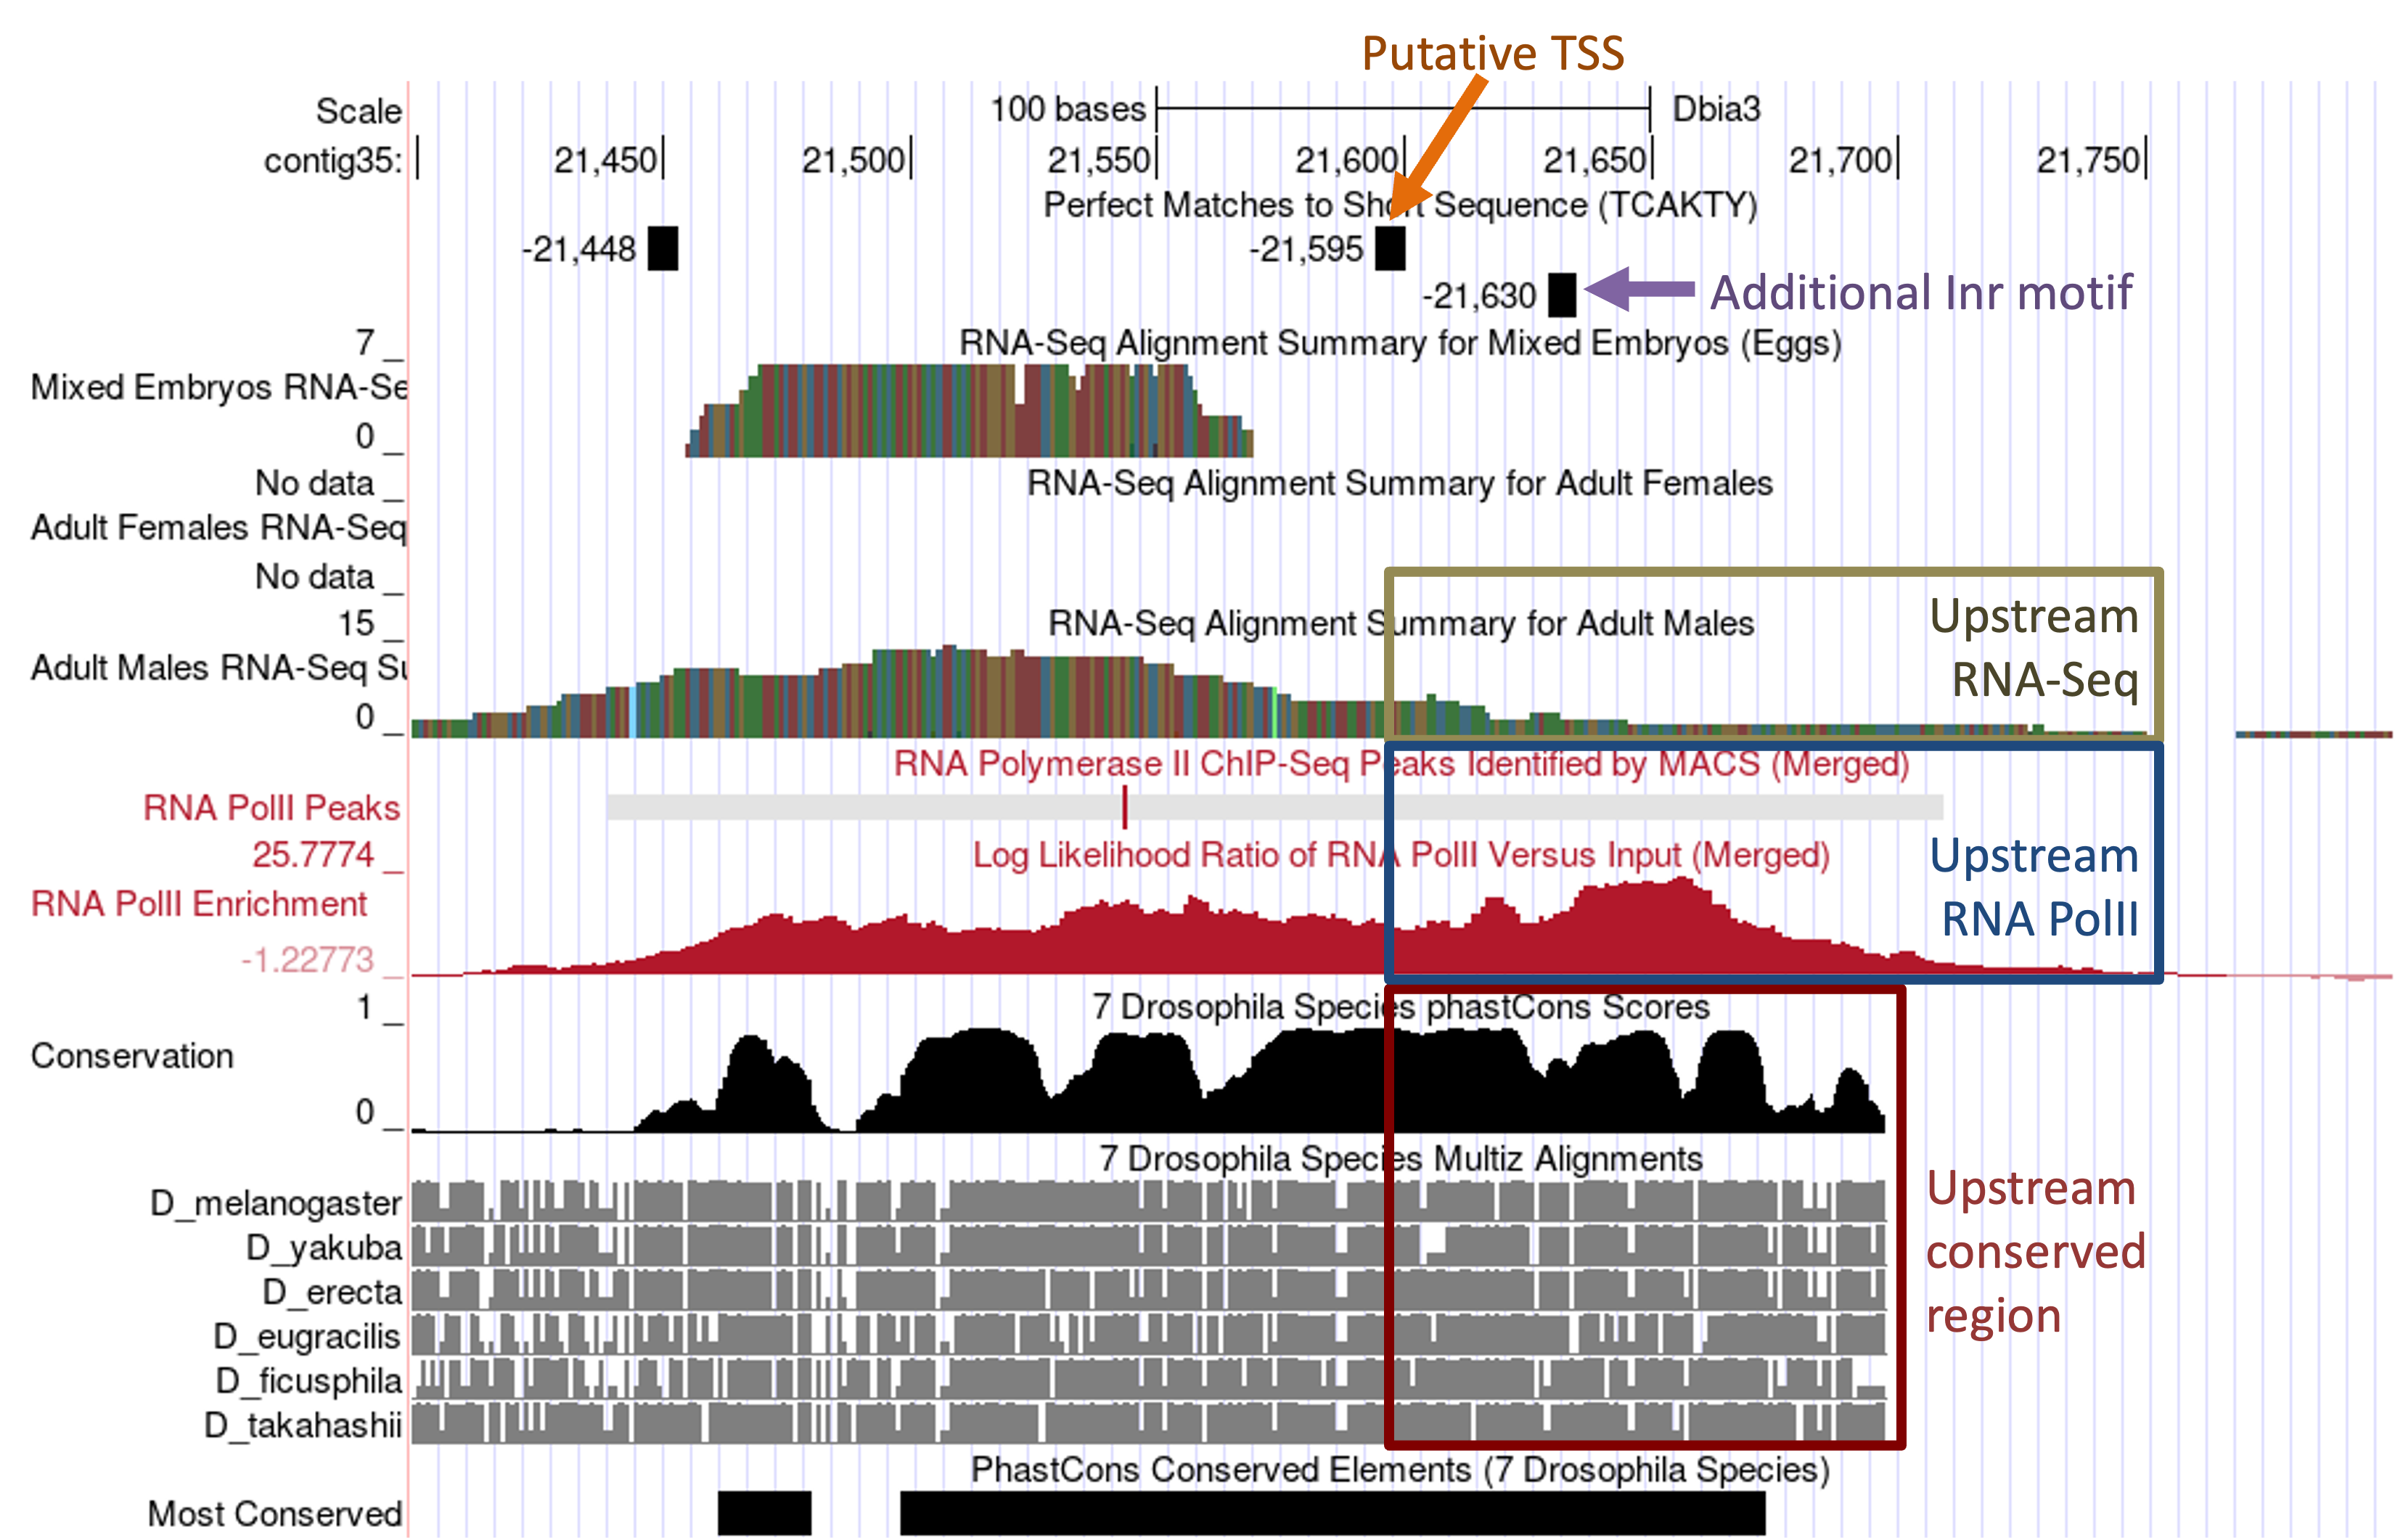 Putative TSS
Scale 100 bases Dbia3
contig35: 21,450 21,500 21,550 21,600 21,650 21,700 21,750
Perfect Matches to Short Sequence (TCAKTY)
-21,448 -21,595
-21,630 Additional Inr motif
7 RNA-Seq Alignment Summary for Mixed Embryos (Eggs)
Mixed Embryos RNA-Se
0
No data RNA-Seq Alignment Summary for Adult Females
Adult Females RNA-Seq
No data
15 RNA-Seq Alignment Summary for Adult Males
Upstream
RNA-Seq
Adult Males RNA-Seq Su
0
RNA Polymerase II ChIP-Seq Peaks Identified by MACS (Merged)
RNA PolII Peaks
25.7774 Log Likelihood Ratio of RNA PolII Versus Input (Merged)
Upstream
RNA PolII
RNA PolII Enrichment
-1.22773
1 7 Drosophila Species phastCons Scores
Conservation
0
7 Drosophila Species Multiz Alignments
D_melanogaster
D_yakuba
D_erecta
D_eugracilis
D_ficusphila
D_takahashii
Upstream
conserved
region
PhastCons Conserved Elements (7 Drosophila Species)
Most Conserved